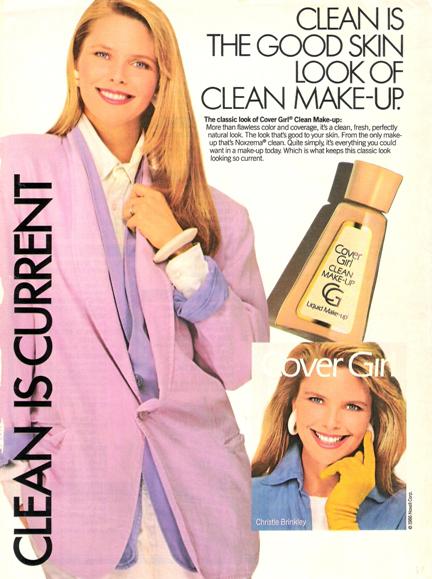 CLEAN IS
THE GOOD SKIN
LOOK OF
CLEAN MAKE-UP.
The classic look of Cover Girl® Clean Make-up:
More than flawless color and coverage, it's a clean, fresh, perfectly
natural look. The look that's good to your skin. From the only make-
up that's Noxzema® clean. Quite simply, it's everything you could
want in a make-up today. Which is what keeps this classic look
looking so current.
CLEAN IS CURRENT
Cover
Girl
CLEAN
MAKE-UP
CG
Liquid Make-up
Cover Girl
Christie Brinkley
© 1986 Noxell Corp.